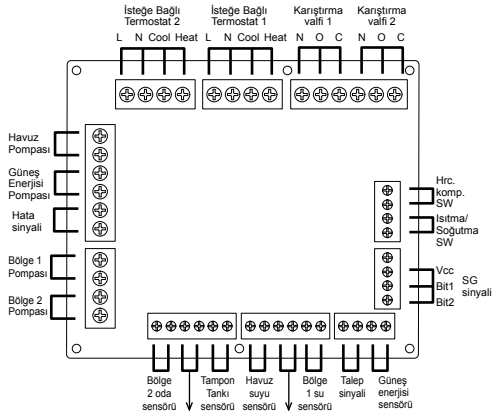 İsteğe Bağlı
Termostat 2
L N Cool Heat
İsteğe Bağlı
Termostat 1
L N Cool Heat
Karıştırma
valfi 1
N O C
Karıştırma
valfi 2
N O C
Havuz
Pompası
Güneş
Enerjisi
Pompası
Hata
sinyali
Bölge 1
Pompası
Bölge 2
Pompası
Hrc.
komp.
SW
Isıtma/
Soğutma
SW
Vcc
Bit1
Bit2
SG
sinyali
Bölge
2 oda
sensörü
Tampon
Tankı
sensörü
Havuz
suyu
sensörü
Bölge
1 su
sensörü
Talep
sinyali
Güneş
enerjisi
sensörü